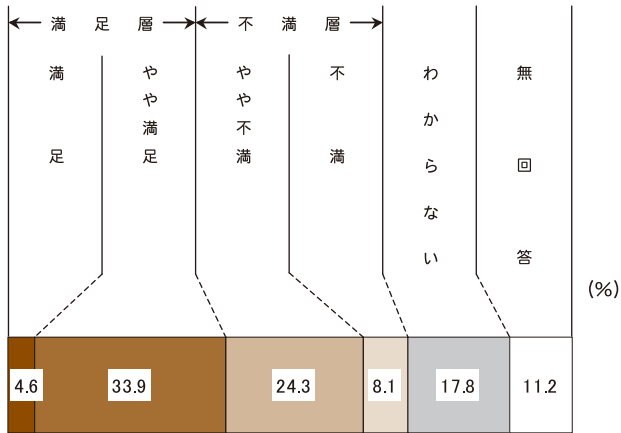 満足層
不満層
満足
やや満足
やや不満
不満
わからない
無回答
(%)
4.6
33.9
24.3
8.1
17.8
11.2